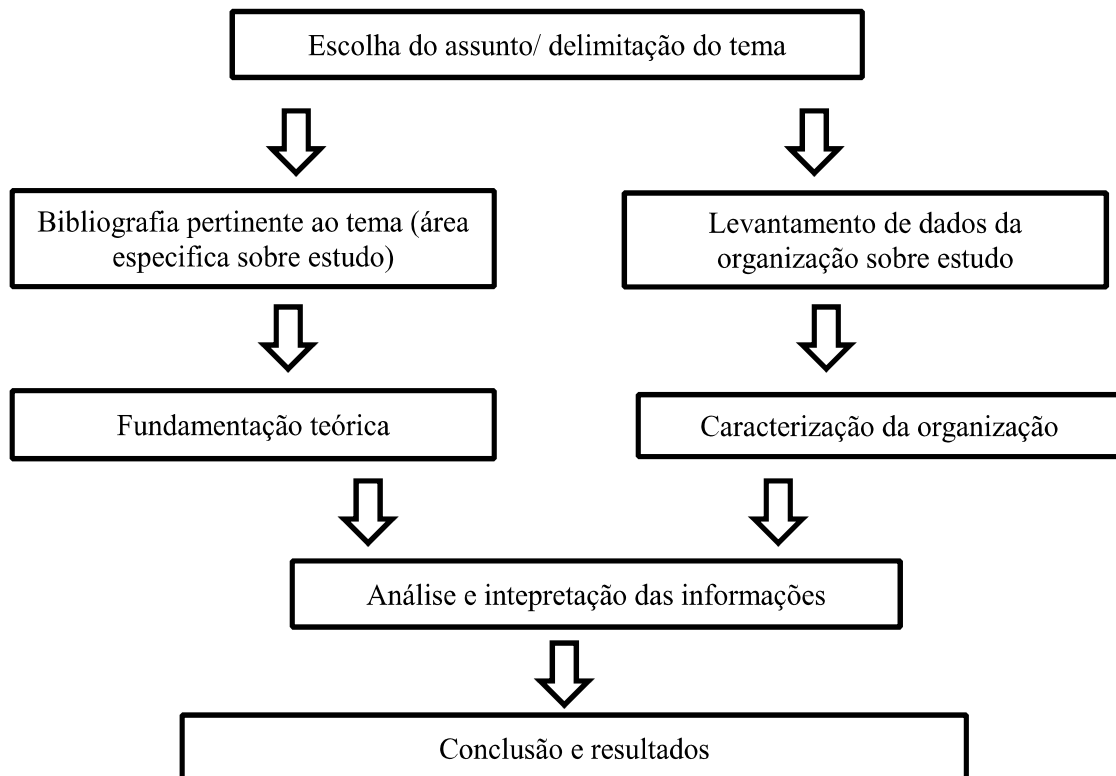 Escolha do assunto/ delimitação do tema
Bibliografia pertinente ao tema (área
especifica sobre estudo)
Levantamento de dados da
organização sobre estudo
Fundamentação teórica
Caracterização da organização
Análise e intepretação das informações
Conclusão e resultados